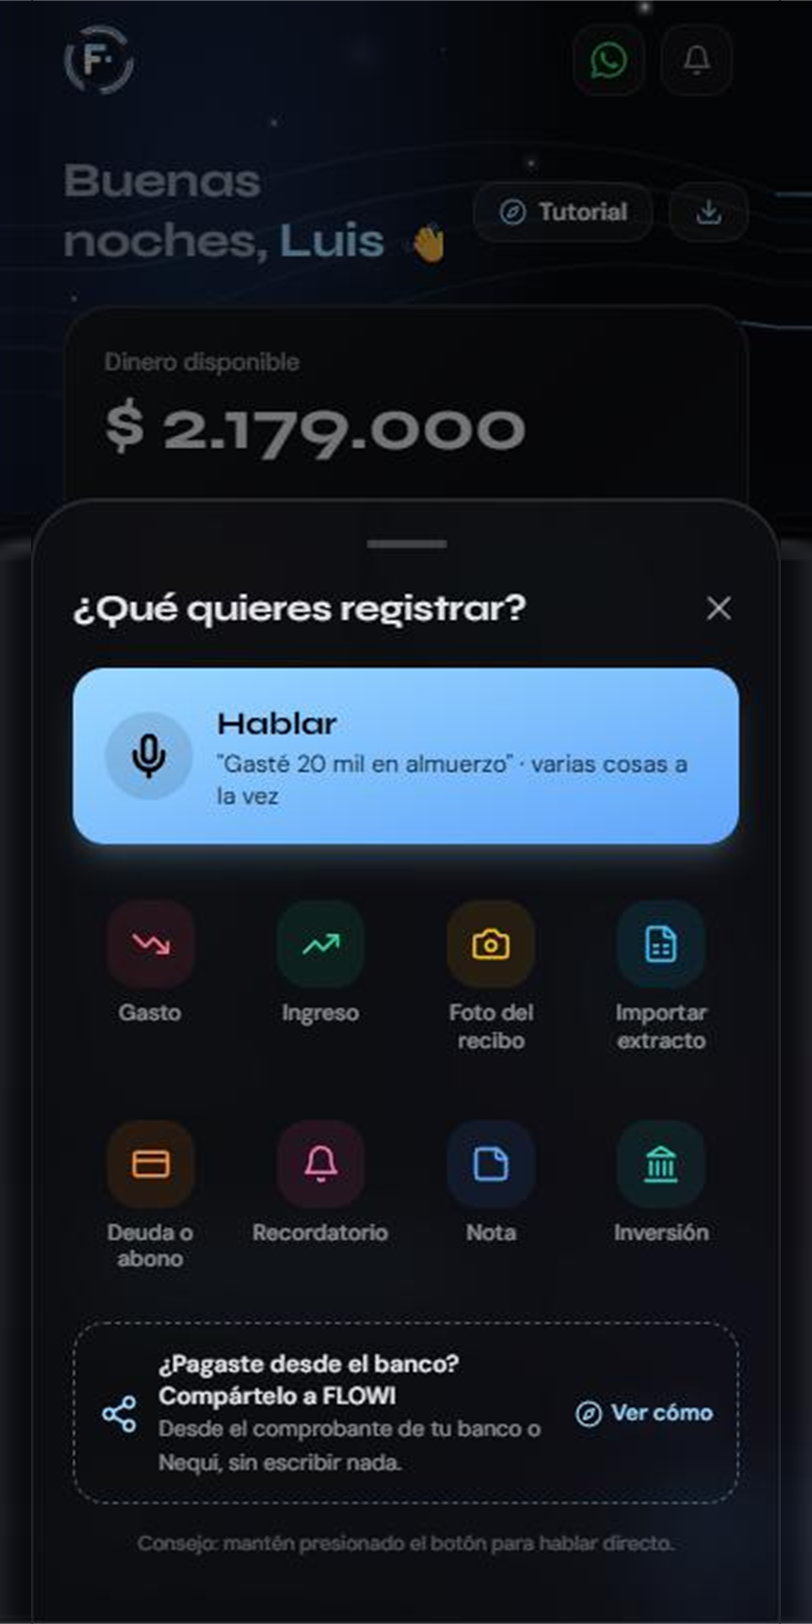 F
Buenas
noches, Luis 👋
Tutorial
Dinero disponible
$ 2.179.000
¿Qué quieres registrar?
Hablar
"Gasté 20 mil en almuerzo" · varias cosas a
la vez
Gasto
Ingreso
Foto del
recibo
Importar
extracto
Deuda o
abono
Recordatorio
Nota
Inversión
¿Pagaste desde el banco?
Compártelo a FLOWI
Desde el comprobante de tu banco o
Nequi, sin escribir nada.
Ver cómo
Consejo: mantén presionado el botón para hablar directo.